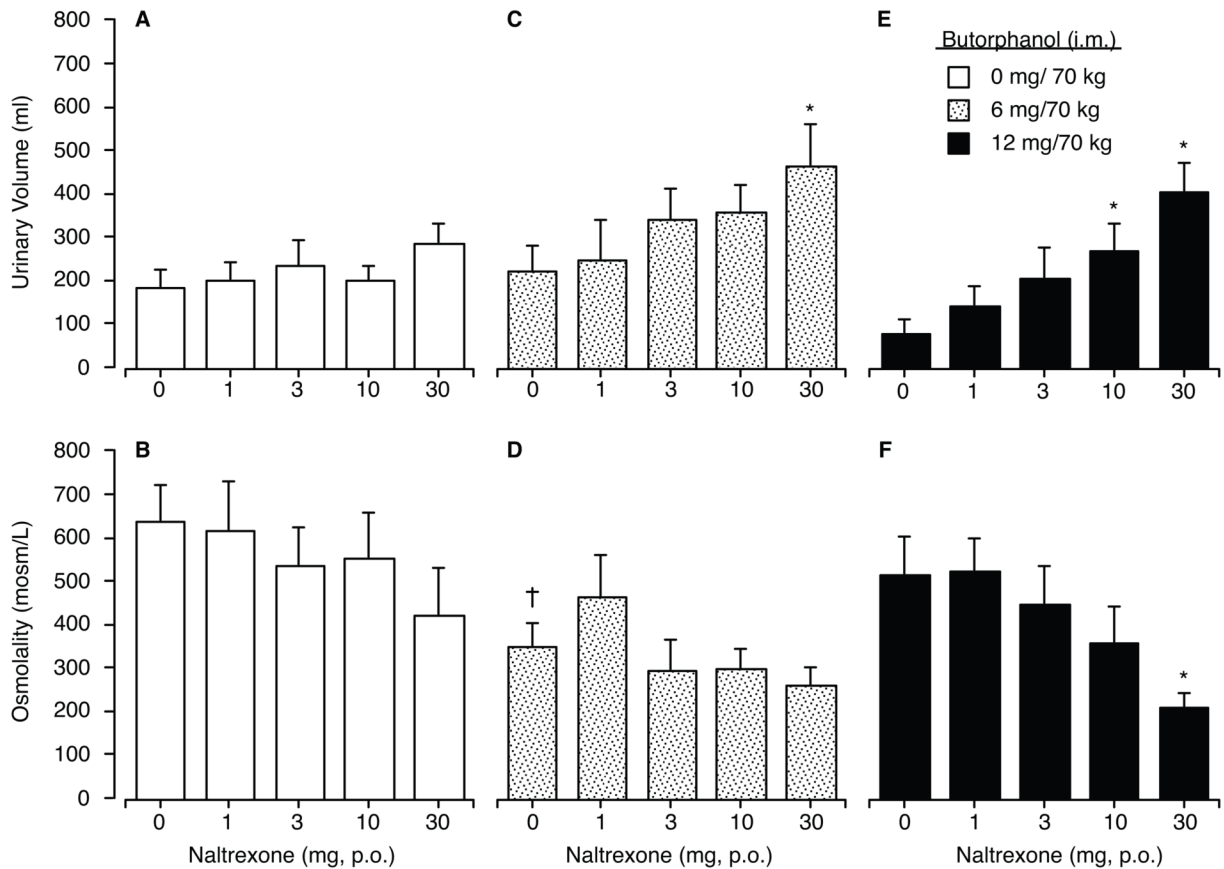 A
800
700
600
500
400
300
200
100
0
Urinary Volume (ml)
0 1 3 10 30
C
*
0 1 3 10 30
E
Butorphanol (i.m.)
0 mg/ 70 kg
6 mg/70 kg
12 mg/70 kg
*
*
0 1 3 10 30
B
800
700
600
500
400
300
200
100
0
Osmolality (mosm/L)
0 1 3 10 30
Naltrexone (mg, p.o.)
D
†
0 1 3 10 30
Naltrexone (mg, p.o.)
F
*
0 1 3 10 30
Naltrexone (mg, p.o.)